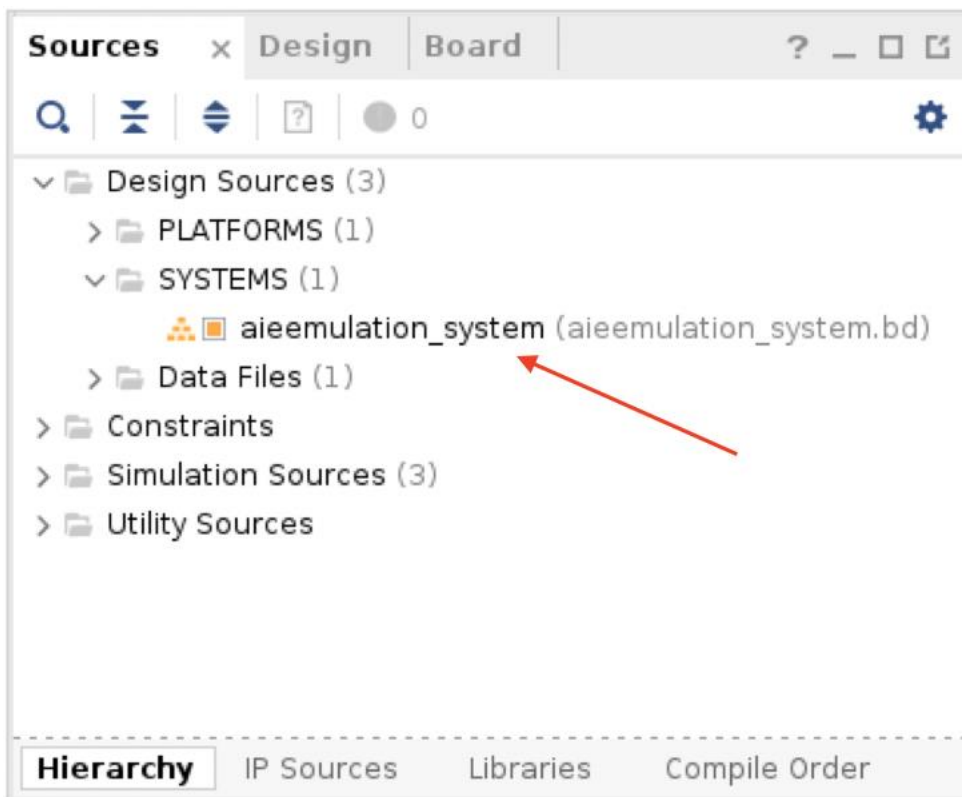 Sources × Design Board ? _
? 0
Design Sources (3)
PLATFORMS (1)
SYSTEMS (1)
aieemulation_system (aieemulation_system.bd)
Data Files (1)
Constraints
Simulation Sources (3)
Utility Sources
Hierarchy IP Sources Libraries Compile Order